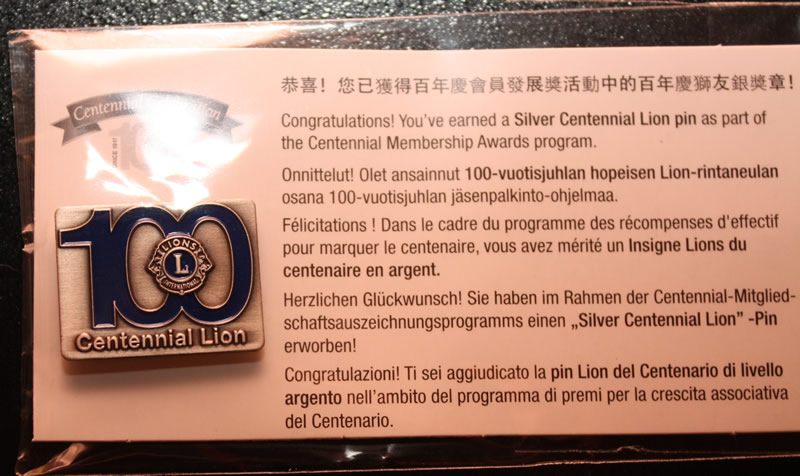 Centennial
SINCE 1917
100
LIONS
L
INTERNATIONAL
Centennial Lion
恭喜！您已獲得百年慶會員發展獎活動中的百年慶獅友銀獎章！
Congratulations! You've earned a Silver Centennial Lion pin as part of
the Centennial Membership Awards program.
Onnittelut! Olet ansainnut 100-vuotisjuhlan hopeisen Lion-rintaneulan
osana 100-vuotisjuhlan jäsenpalkinto-ohjelmaa.
Félicitations ! Dans le cadre du programme des récompenses d'effectif
pour marquer le centenaire, vous avez mérité un Insigne Lions du
centenaire en argent.
Herzlichen Glückwunsch! Sie haben im Rahmen der Centennial-Mitglied-
schaftsauszeichnungsprogramms einen „Silver Centennial Lion” -Pin
erworben!
Congratulazioni! Ti sei aggiudicato la pin Lion del Centenario di livello
argento nell'ambito del programma di premi per la crescita associativa
del Centenario.